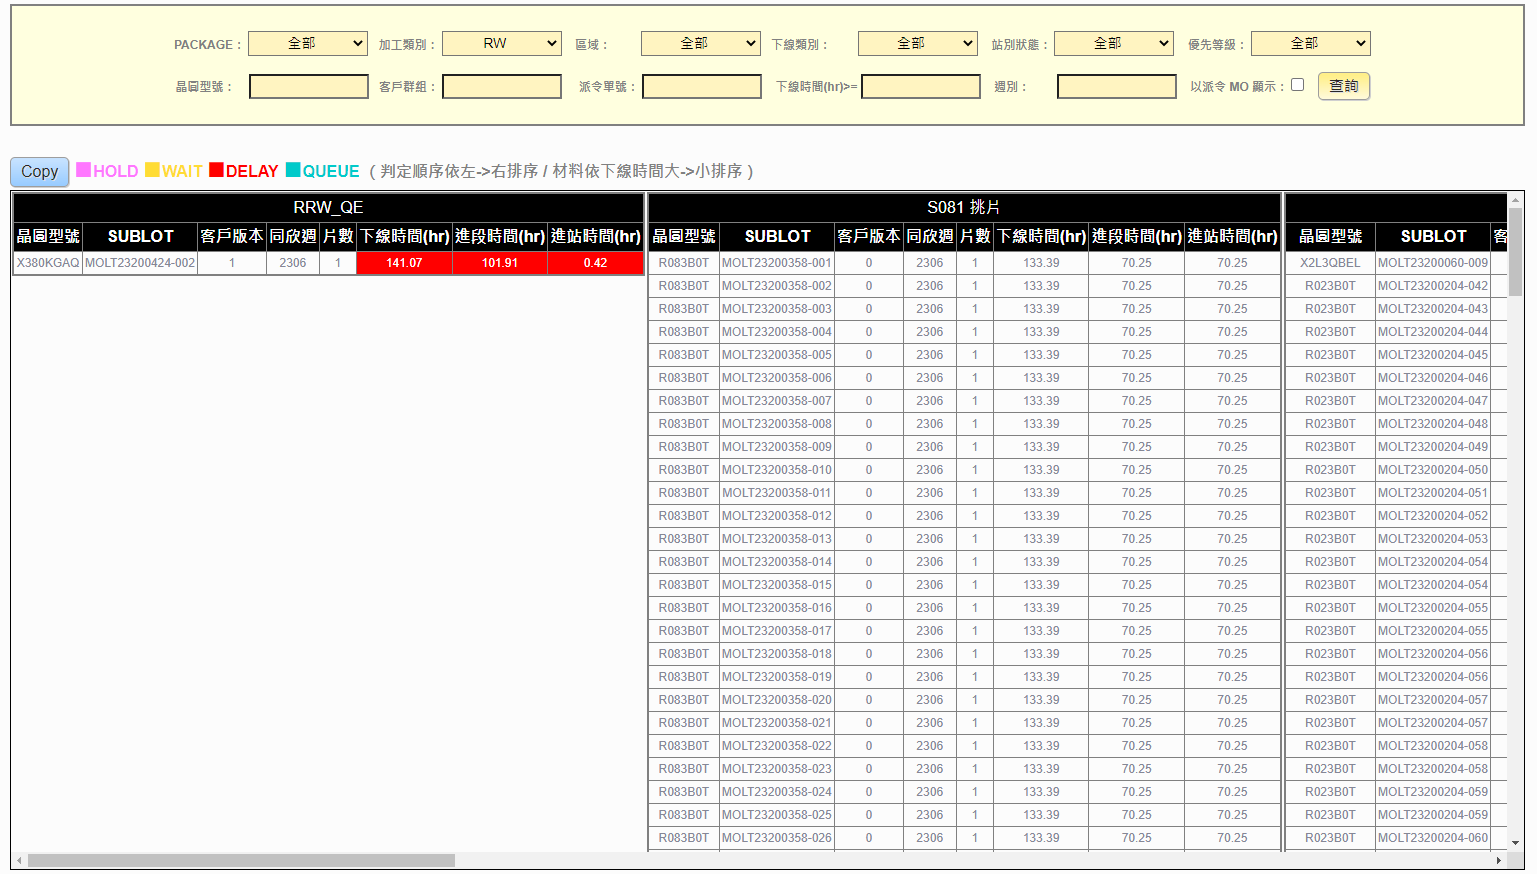 PACKAGE： 全部 加工類別： RW 區域： 全部 下線類別： 全部 站別狀態： 全部 優先等級： 全部
晶圓型號： 客戶群組： 派令單號： 下線時間(hr)>= 週別： 以派令 MO 顯示： 查詢
Copy HOLD WAIT DELAY QUEUE ( 判定順序依左->右排序 / 材料依下線時間大->小排序 )
RRW_QE S081 挑片
晶圓型號 SUBLOT 客戶版本 同欣週 片數 下線時間(hr) 進段時間(hr) 進站時間(hr) 晶圓型號 SUBLOT 客戶版本 同欣週 片數 下線時間(hr) 進段時間(hr) 進站時間(hr) 晶圓型號 SUBLOT 客
X380KGAQ MOLT23200424-002 1 2306 1 141.07 101.91 0.42 R083B0T MOLT23200358-001 0 2306 1 133.39 70.25 70.25 X2L3QBEL MOLT23200060-009
R083B0T MOLT23200358-002 0 2306 1 133.39 70.25 70.25 R023B0T MOLT23200204-042
R083B0T MOLT23200358-003 0 2306 1 133.39 70.25 70.25 R023B0T MOLT23200204-043
R083B0T MOLT23200358-004 0 2306 1 133.39 70.25 70.25 R023B0T MOLT23200204-044
R083B0T MOLT23200358-005 0 2306 1 133.39 70.25 70.25 R023B0T MOLT23200204-045
R083B0T MOLT23200358-006 0 2306 1 133.39 70.25 70.25 R023B0T MOLT23200204-046
R083B0T MOLT23200358-007 0 2306 1 133.39 70.25 70.25 R023B0T MOLT23200204-047
R083B0T MOLT23200358-008 0 2306 1 133.39 70.25 70.25 R023B0T MOLT23200204-048
R083B0T MOLT23200358-009 0 2306 1 133.39 70.25 70.25 R023B0T MOLT23200204-049
R083B0T MOLT23200358-010 0 2306 1 133.39 70.25 70.25 R023B0T MOLT23200204-050
R083B0T MOLT23200358-011 0 2306 1 133.39 70.25 70.25 R023B0T MOLT23200204-051
R083B0T MOLT23200358-012 0 2306 1 133.39 70.25 70.25 R023B0T MOLT23200204-052
R083B0T MOLT23200358-013 0 2306 1 133.39 70.25 70.25 R023B0T MOLT23200204-053
R083B0T MOLT23200358-014 0 2306 1 133.39 70.25 70.25 R023B0T MOLT23200204-054
R083B0T MOLT23200358-015 0 2306 1 133.39 70.25 70.25 R023B0T MOLT23200204-054
R083B0T MOLT23200358-016 0 2306 1 133.39 70.25 70.25 R023B0T MOLT23200204-055
R083B0T MOLT23200358-017 0 2306 1 133.39 70.25 70.25 R023B0T MOLT23200204-055
R083B0T MOLT23200358-018 0 2306 1 133.39 70.25 70.25 R023B0T MOLT23200204-056
R083B0T MOLT23200358-019 0 2306 1 133.39 70.25 70.25 R023B0T MOLT23200204-056
R083B0T MOLT23200358-020 0 2306 1 133.39 70.25 70.25 R023B0T MOLT23200204-057
R083B0T MOLT23200358-021 0 2306 1 133.39 70.25 70.25 R023B0T MOLT23200204-057
R083B0T MOLT23200358-022 0 2306 1 133.39 70.25 70.25 R023B0T MOLT23200204-058
R083B0T MOLT23200358-023 0 2306 1 133.39 70.25 70.25 R023B0T MOLT23200204-058
R083B0T MOLT23200358-024 0 2306 1 133.39 70.25 70.25 R023B0T MOLT23200204-059
R083B0T MOLT23200358-025 0 2306 1 133.39 70.25 70.25 R023B0T MOLT23200204-059
R083B0T MOLT23200358-026 0 2306 1 133.39 70.25 70.25 R023B0T MOLT23200204-060